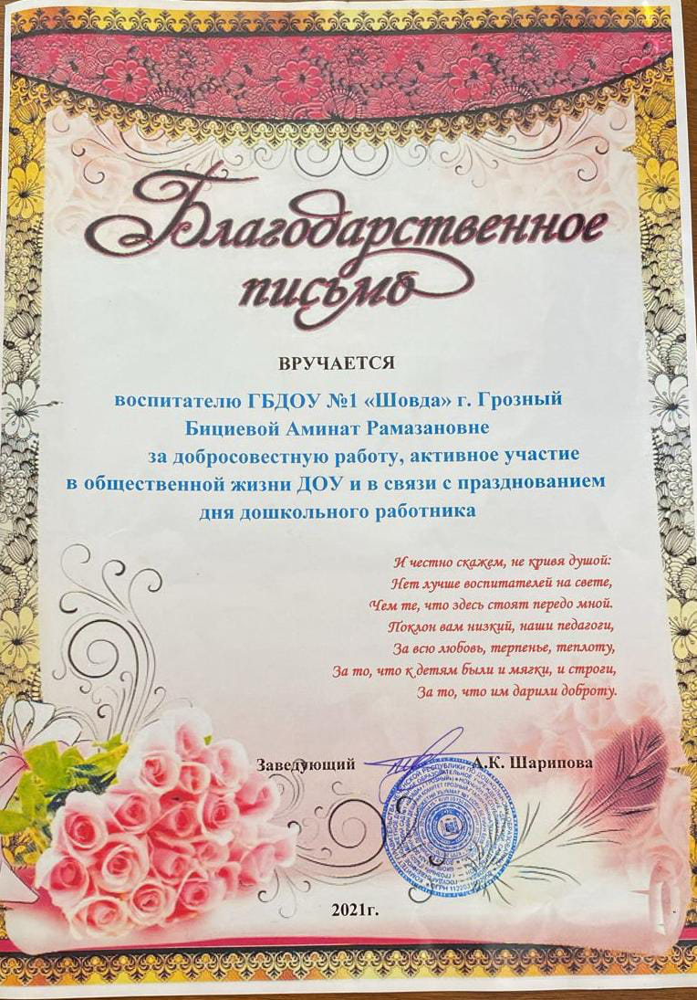 Благодарственное
письмо
ВРУЧАЕТСЯ
воспитателю ГБДОУ №1 «Шовда» г. Грозный
Бициевой Аминат Рамазановне
за добросовестную работу, активное участие
в общественной жизни ДОУ и в связи с празднованием
дня дошкольного работника
И честно скажем, не кривя душой:
Нет лучше воспитателей на свете,
Чем те, что здесь стоят передо мной.
Поклон вам низкий, наши педагоги,
За всю любовь, терпенье, теплоту,
За то, что к детям были и мягки, и строги,
За то, что им дарили доброту.
Заведующий А.К. Шарипова
2021г.